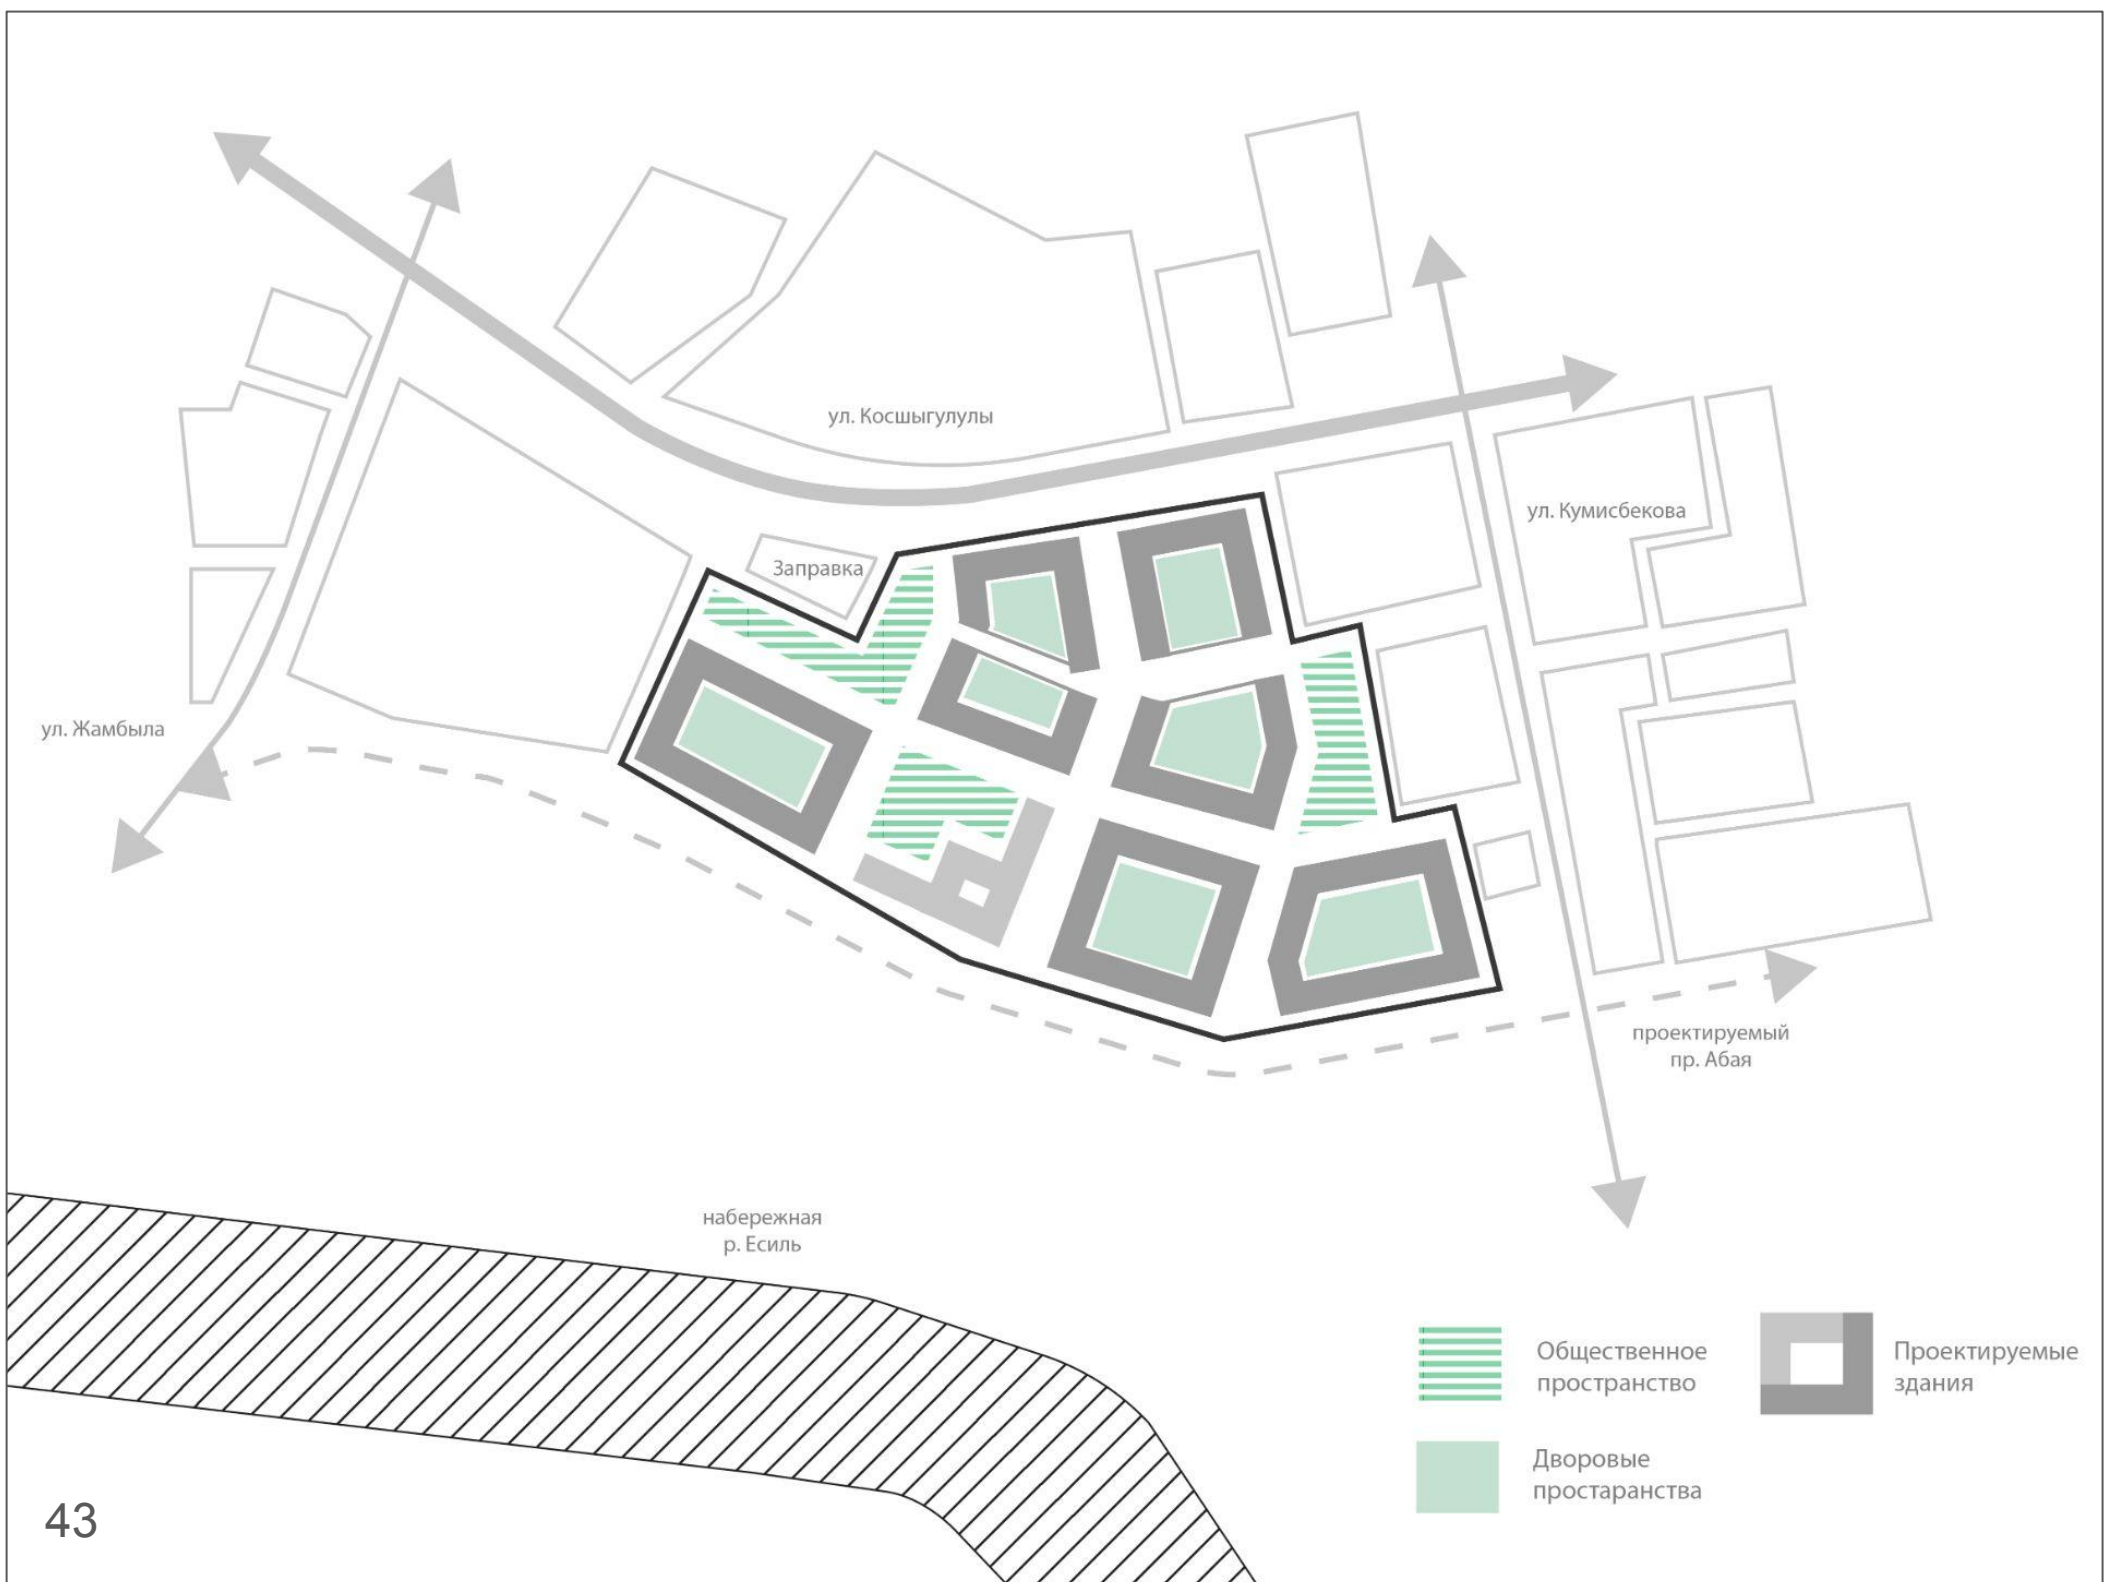 ул. Косшыгулулы
ул. Кумисбекова
Заправка
ул. Жамбыла
проектируемый
пр. Абая
набережная
р. Есиль
Общественное
пространство
Проектируемые
здания
Дворовые
простаранства
43